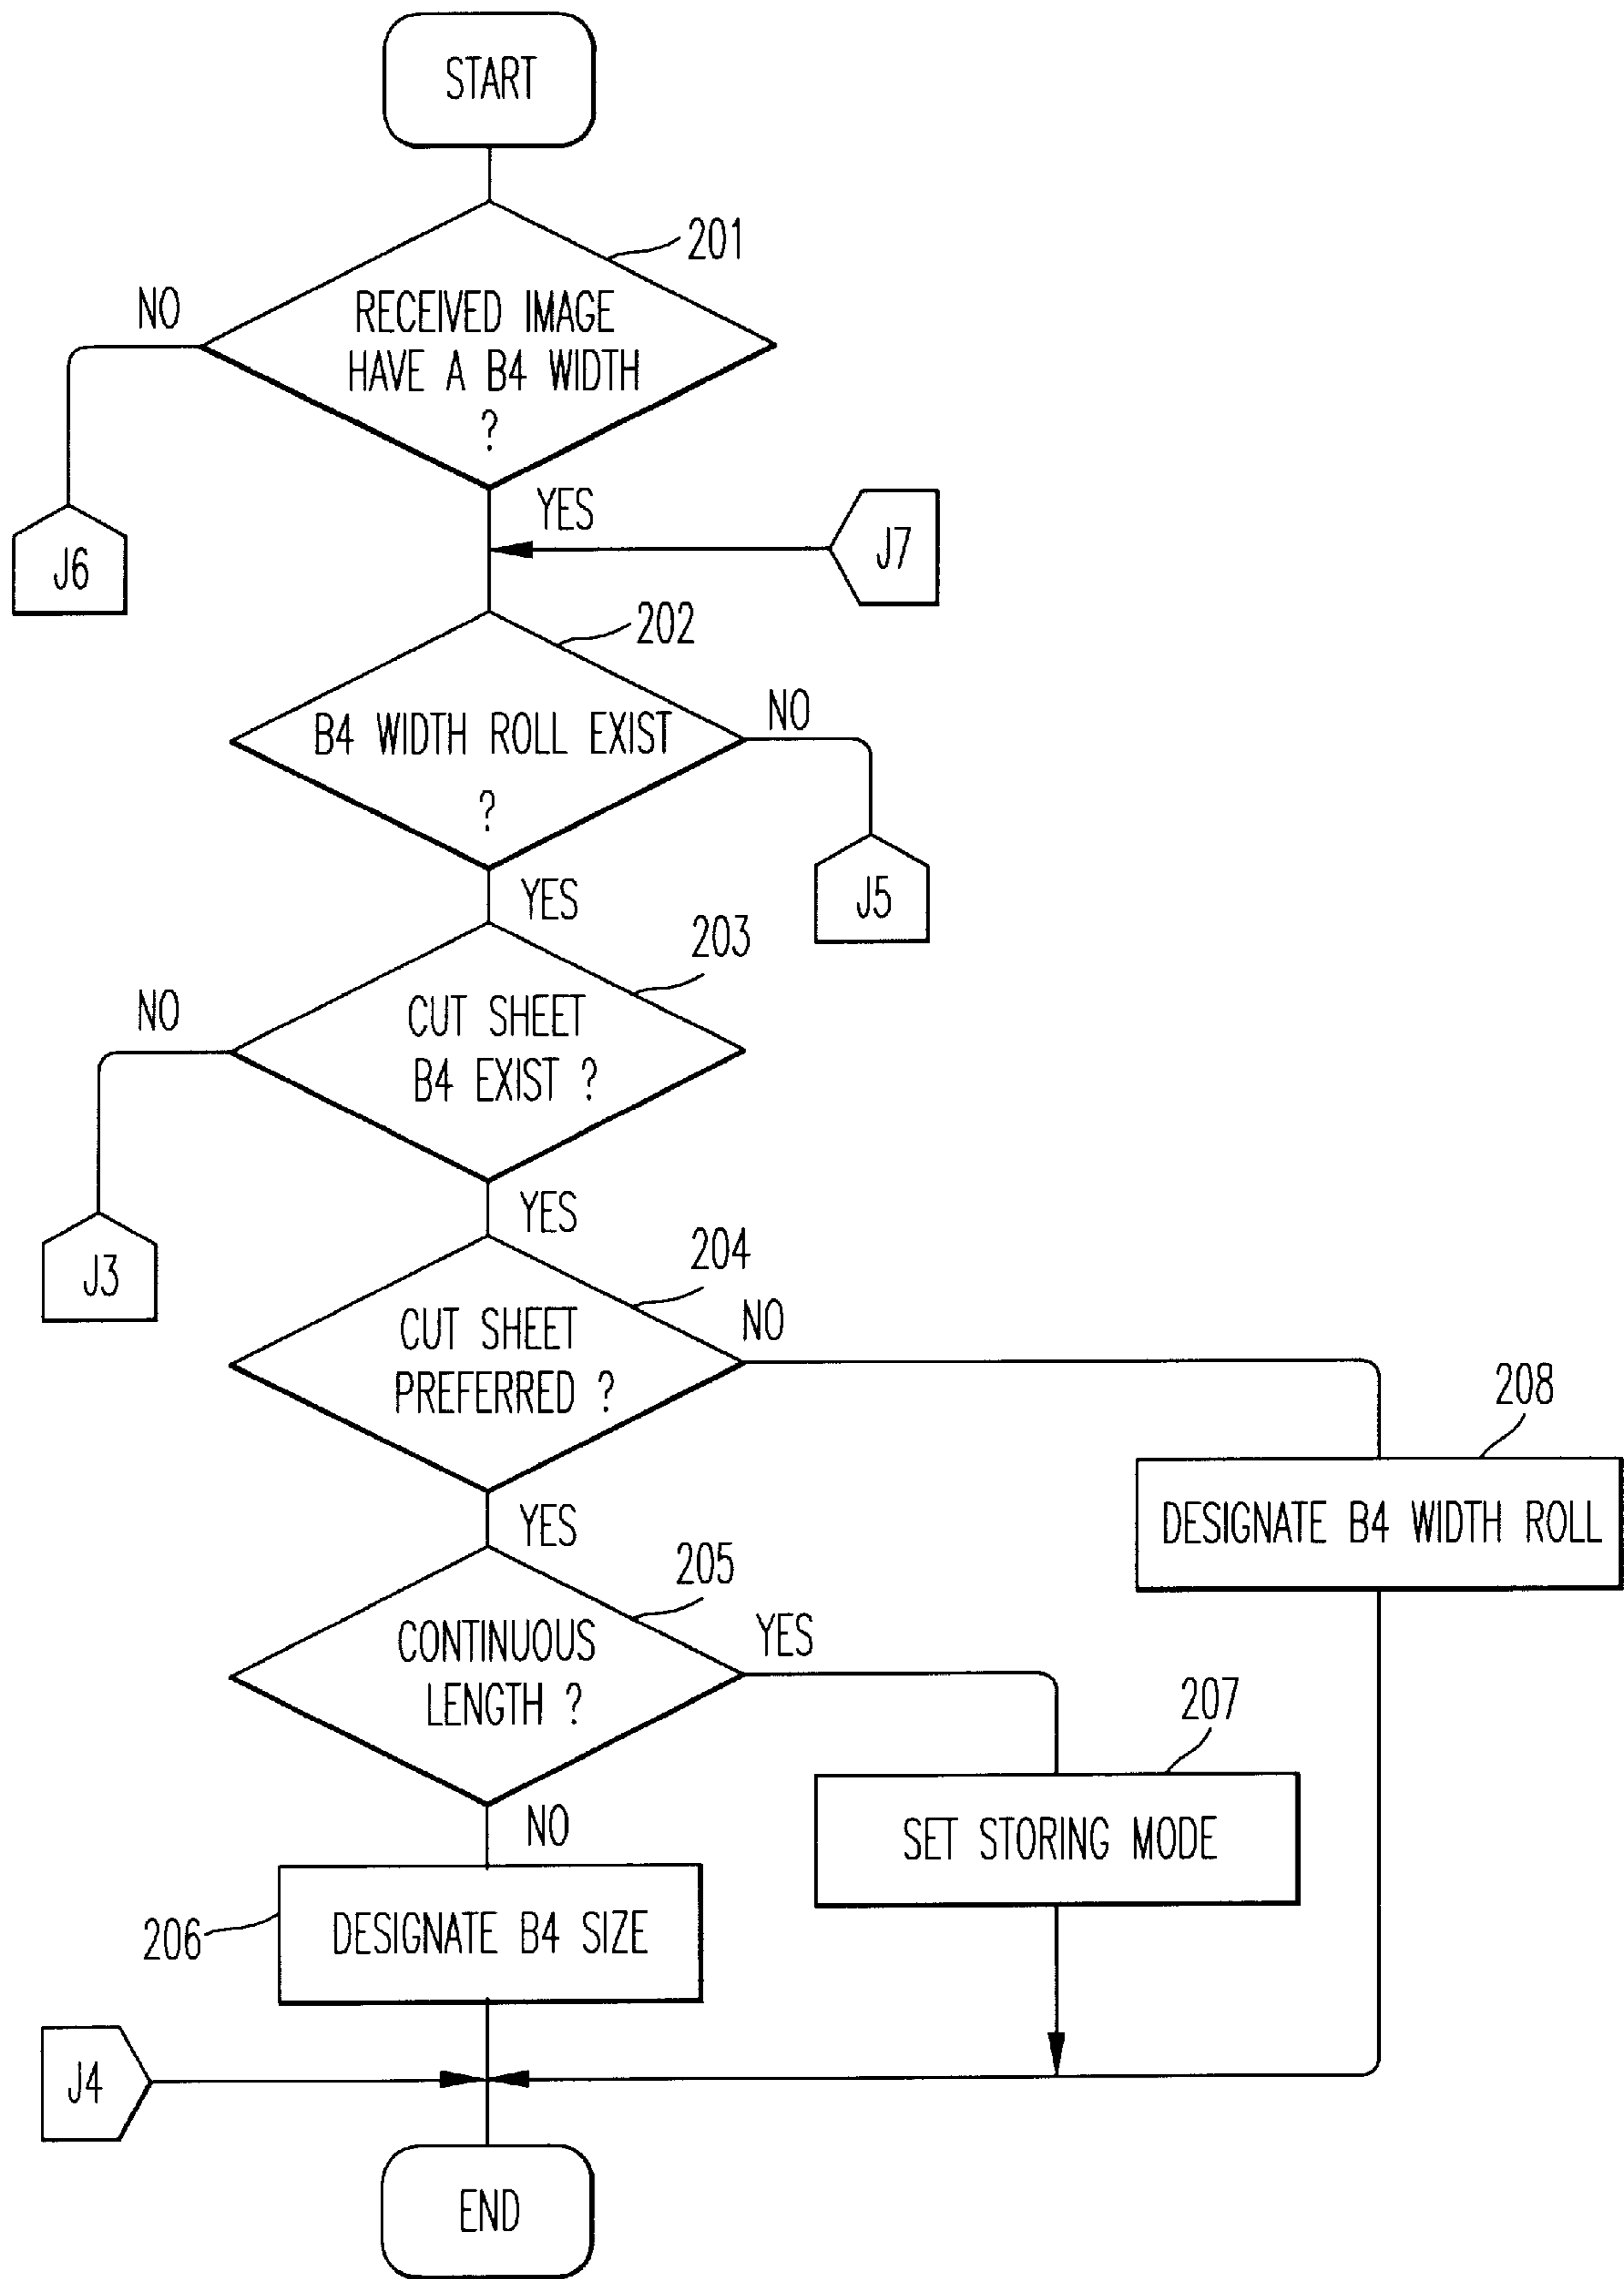 START
201
NO
RECEIVED IMAGE
HAVE A B4 WIDTH
?
YES
J6
J7
202
NO
B4 WIDTH ROLL EXIST
?
J5
YES
203
NO
CUT SHEET
B4 EXIST ?
J3
YES
204
NO
CUT SHEET
PREFERRED ?
208
DESIGNATE B4 WIDTH ROLL
YES
205
YES
CONTINUOUS
LENGTH ?
207
SET STORING MODE
NO
206
DESIGNATE B4 SIZE
J4
END